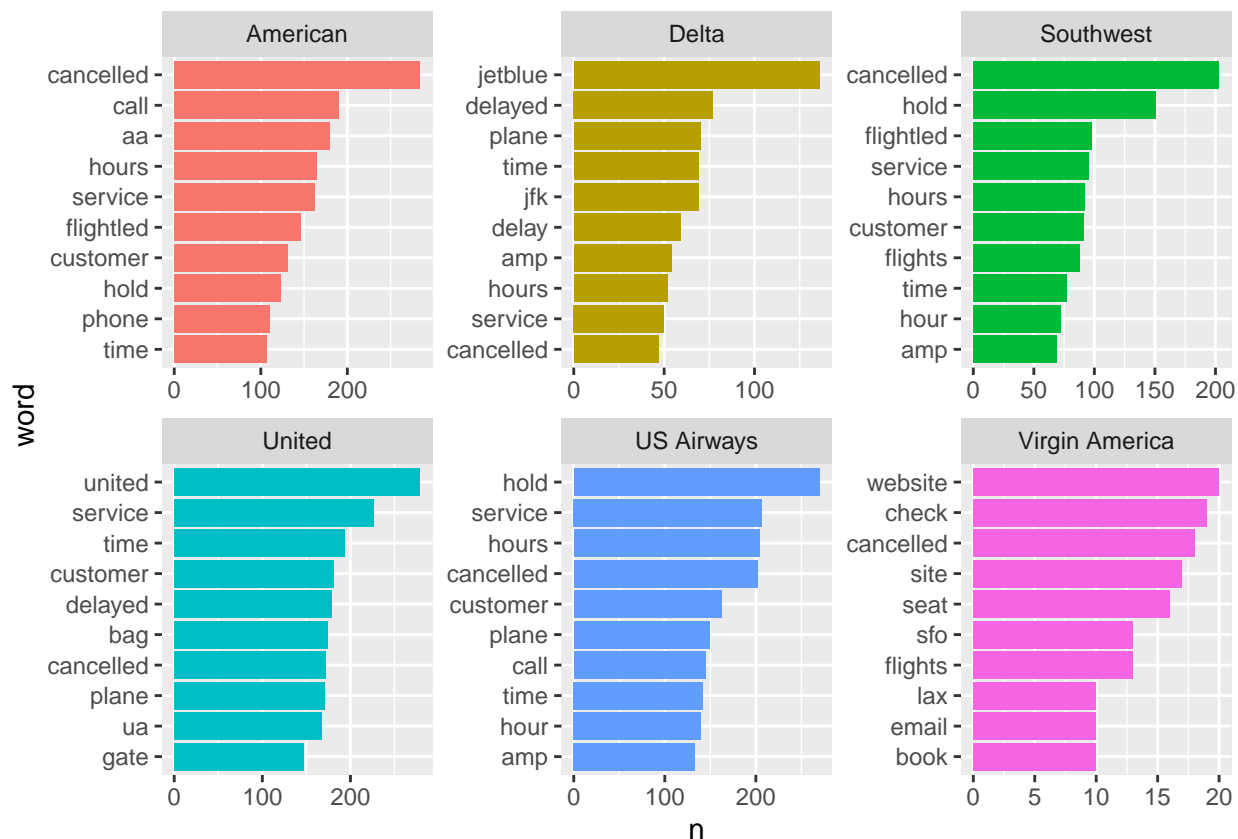 American
cancelled
call
aa
hours
service
flightled
customer
hold
phone
time
0 100 200
Delta
jetblue
delayed
plane
time
jfk
delay
amp
hours
service
cancelled
0 50 100
Southwest
cancelled
hold
flightled
service
hours
customer
flights
time
hour
amp
0 50 100 150 200
word
United
united
service
time
customer
delayed
bag
cancelled
plane
ua
gate
0 100 200
US Airways
hold
service
hours
cancelled
customer
plane
call
time
hour
amp
0 100 200
Virgin America
website
check
cancelled
site
seat
sfo
flights
lax
email
book
0 5 10 15 20
n